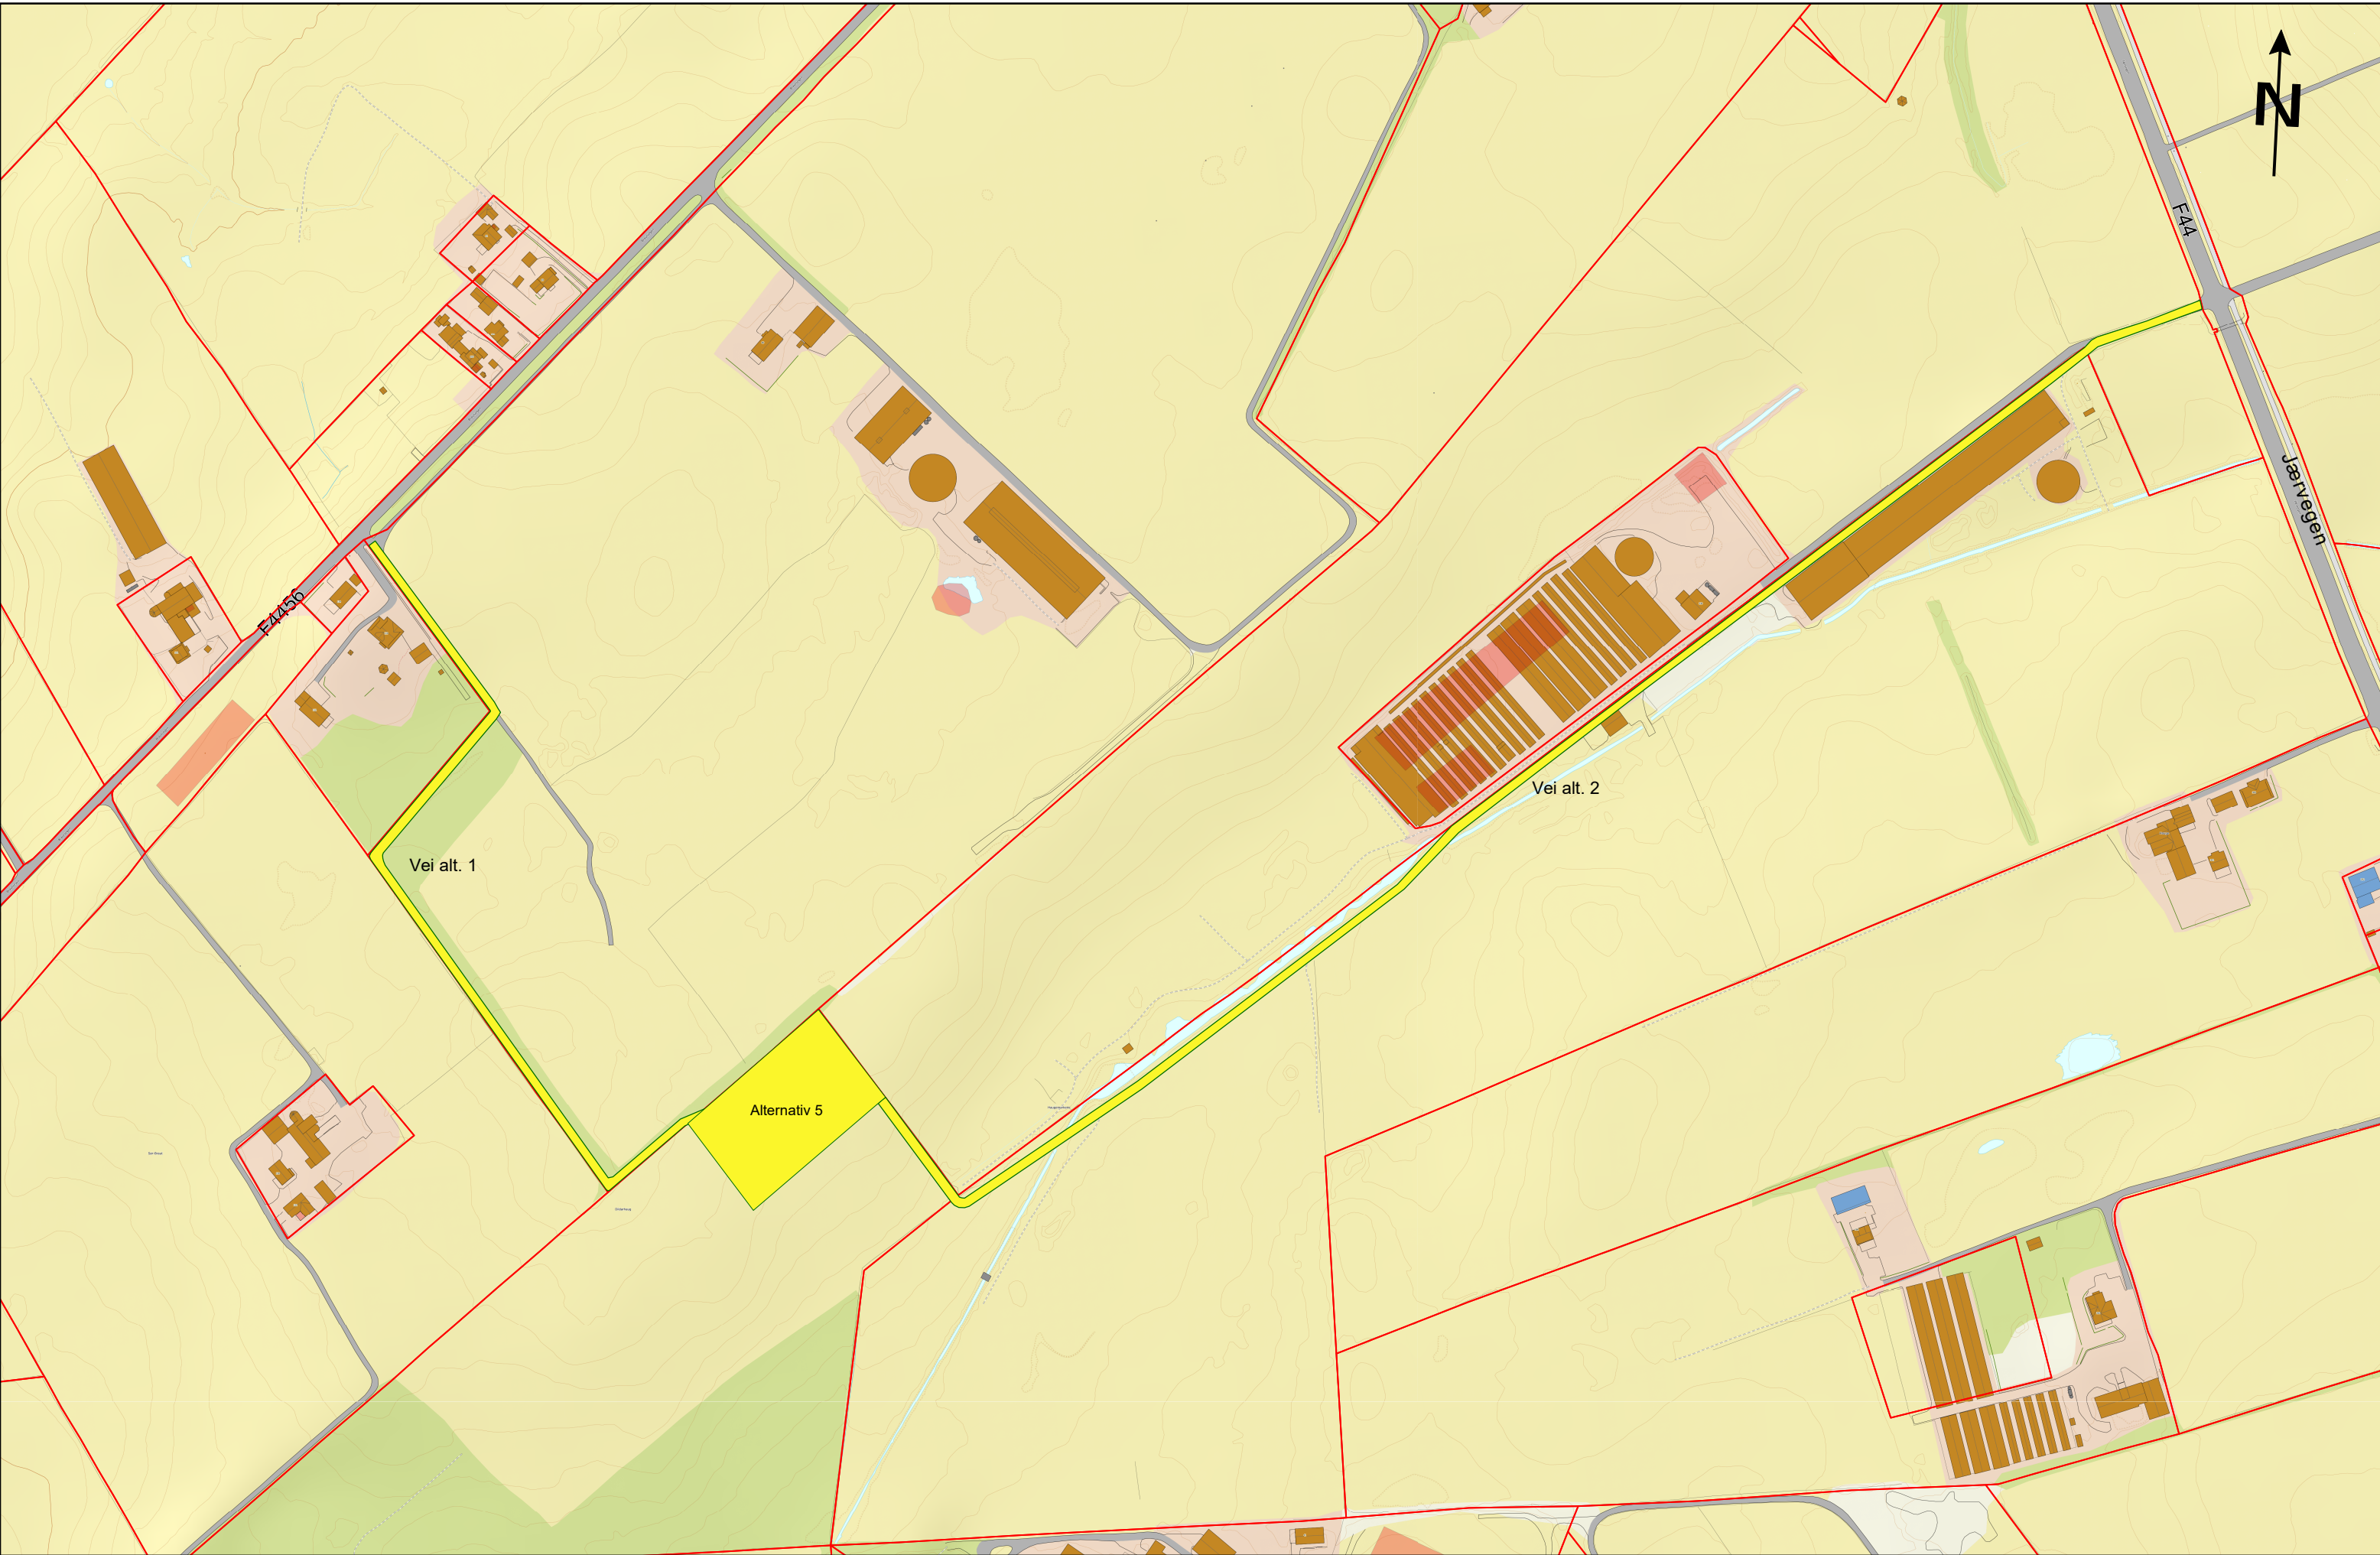 N
F44
Jærvegen
F4456
Vei alt. 2
Vei alt. 1
Alternativ 5